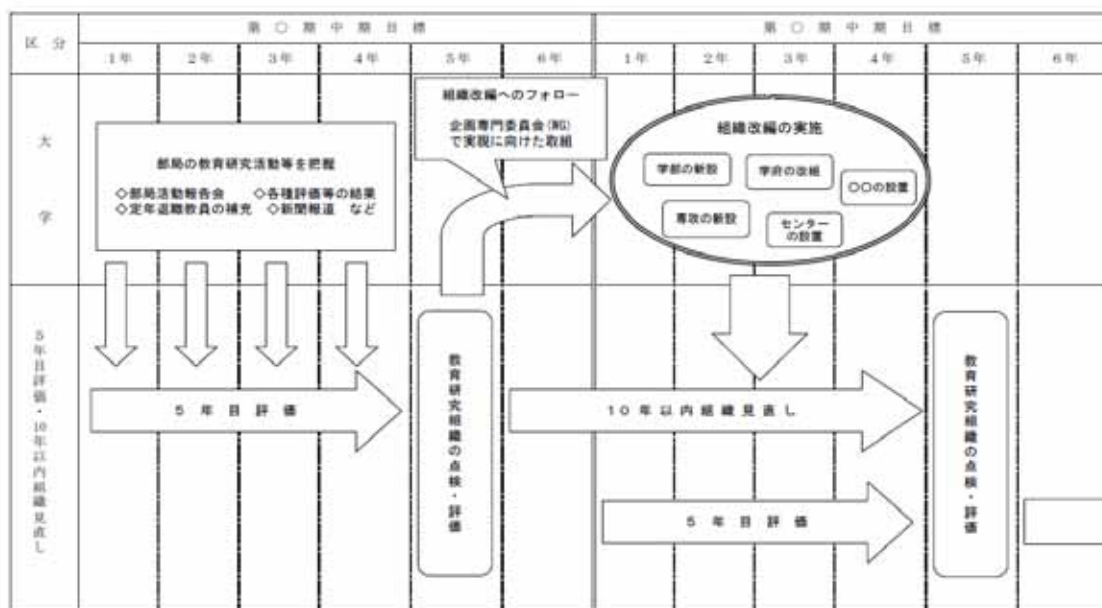 区 分
第 〇 期 中 期 目 標
第 〇 期 中 期 目 標
1年 2年 3年 4年 5年 6年
1年 2年 3年 4年 5年 6年
大 学
部局の教育研究活動等を把握
◇部局活動報告会 ◇各種評価等の結果
◇定年退職教員の補充 ◇新聞報道 など
組織改編へのフォロー
企画専門委員会(WG)
で実現に向けた取組
組織改編の実施
学部の新設
学府の改組
〇〇の設置
専攻の新設
センター
の設置
5年目評価・10年以内組織見直し
5 年 目 評 価
教育研究組織の点検・評価
10年以内組織見直し
5 年 目 評 価
教育研究組織の点検・評価